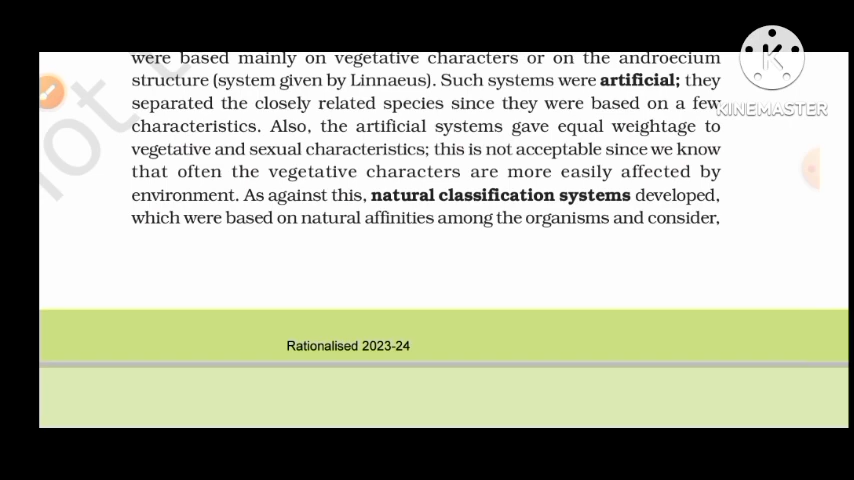 were based mainly on vegetative characters or on the androecium
structure (system given by Linnaeus). Such systems were artificial; they
separated the closely related species since they were based on a few
characteristics. Also, the artificial systems gave equal weightage to
vegetative and sexual characteristics; this is not acceptable since we know
that often the vegetative characters are more easily affected by
environment. As against this, natural classification systems developed,
which were based on natural affinities among the organisms and consider,
Rationalised 2023-24
not
K
KINEMASTER